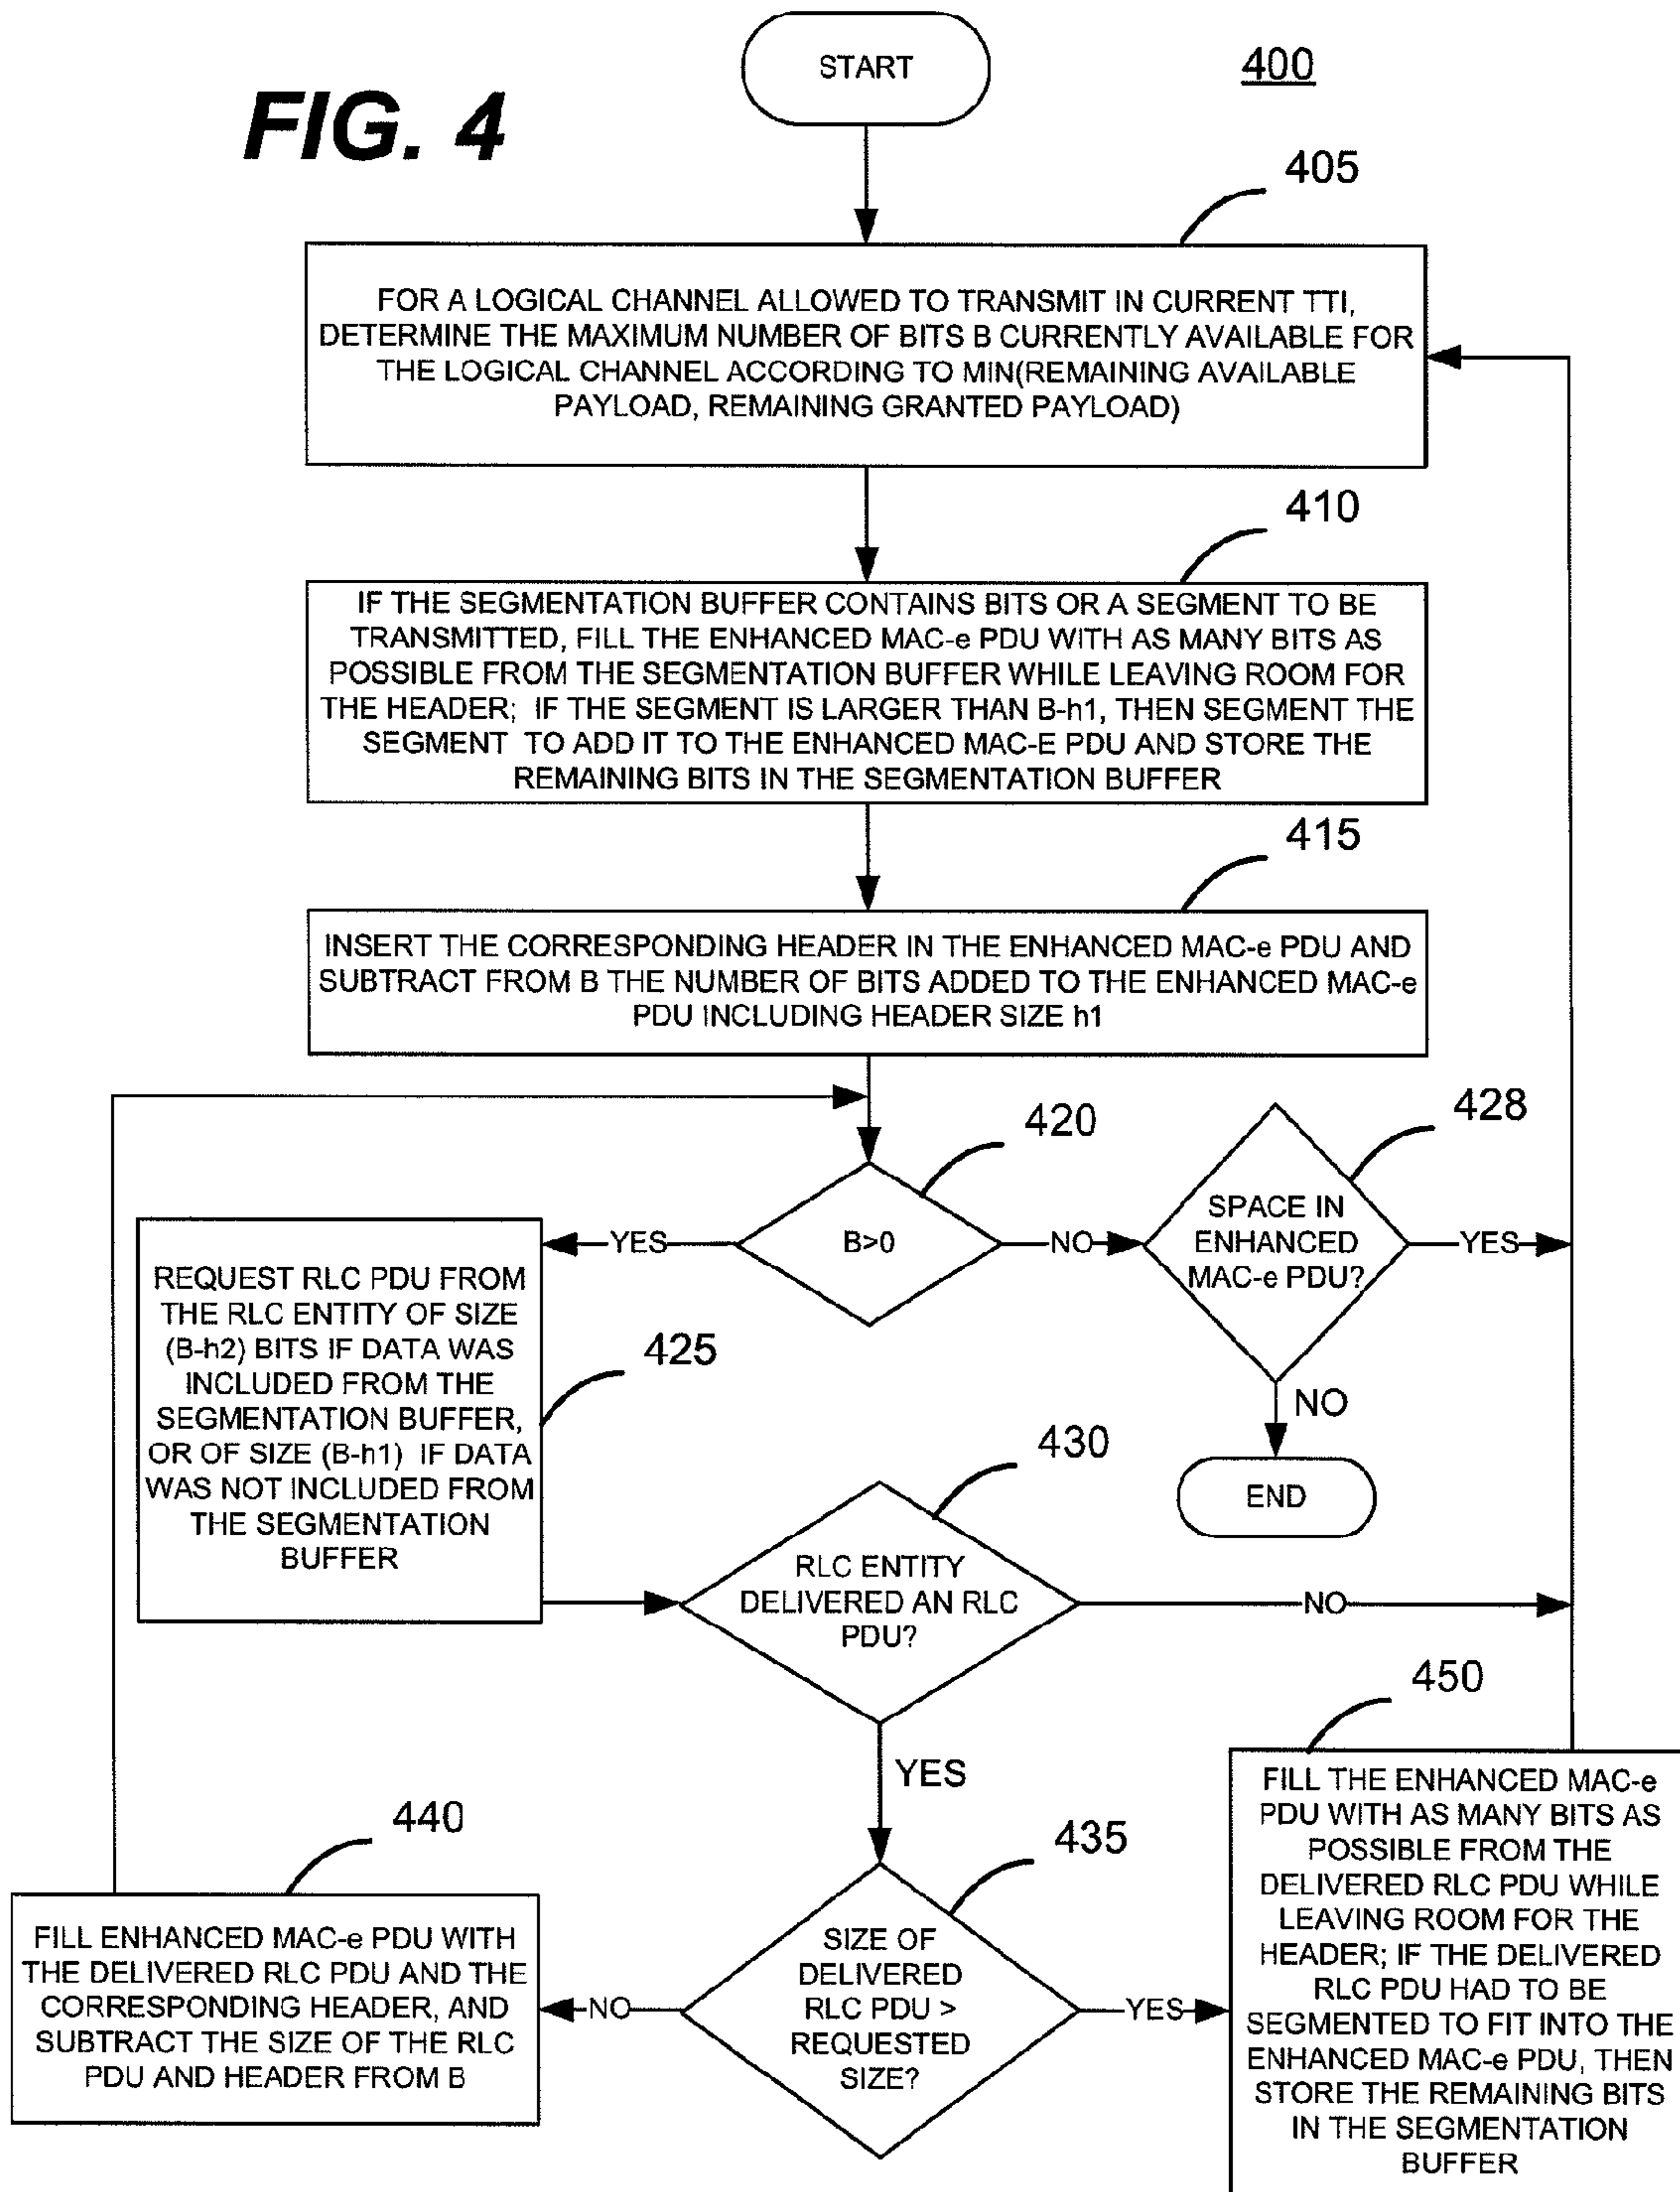 START
400
FIG. 4
405
FOR A LOGICAL CHANNEL ALLOWED TO TRANSMIT IN CURRENT TTI,
DETERMINE THE MAXIMUM NUMBER OF BITS B CURRENTLY AVAILABLE FOR
THE LOGICAL CHANNEL ACCORDING TO MIN(REMAINING AVAILABLE
PAYLOAD, REMAINING GRANTED PAYLOAD)
410
IF THE SEGMENTATION BUFFER CONTAINS BITS OR A SEGMENT TO BE
TRANSMITTED, FILL THE ENHANCED MAC-e PDU WITH AS MANY BITS AS
POSSIBLE FROM THE SEGMENTATION BUFFER WHILE LEAVING ROOM FOR
THE HEADER; IF THE SEGMENT IS LARGER THAN B-h1, THEN SEGMENT THE
SEGMENT TO ADD IT TO THE ENHANCED MAC-E PDU AND STORE THE
REMAINING BITS IN THE SEGMENTATION BUFFER
415
INSERT THE CORRESPONDING HEADER IN THE ENHANCED MAC-e PDU AND
SUBTRACT FROM B THE NUMBER OF BITS ADDED TO THE ENHANCED MAC-e
PDU INCLUDING HEADER SIZE h1
420
B>0
YES
NO
428
SPACE IN
ENHANCED
MAC-e PDU?
YES
NO
END
REQUEST RLC PDU FROM
THE RLC ENTITY OF SIZE
(B-h2) BITS IF DATA WAS
INCLUDED FROM THE
SEGMENTATION BUFFER,
OR OF SIZE (B-h1) IF DATA
WAS NOT INCLUDED FROM
THE SEGMENTATION
BUFFER
425
430
RLC ENTITY
DELIVERED AN RLC
PDU?
NO
YES
435
SIZE OF
DELIVERED
RLC PDU >
REQUESTED
SIZE?
NO
YES
440
FILL ENHANCED MAC-e PDU WITH
THE DELIVERED RLC PDU AND THE
CORRESPONDING HEADER, AND
SUBTRACT THE SIZE OF THE RLC
PDU AND HEADER FROM B
450
FILL THE ENHANCED MAC-e
PDU WITH AS MANY BITS AS
POSSIBLE FROM THE
DELIVERED RLC PDU WHILE
LEAVING ROOM FOR THE
HEADER; IF THE DELIVERED
RLC PDU HAD TO BE
SEGMENTED TO FIT INTO THE
ENHANCED MAC-e PDU, THEN
STORE THE REMAINING BITS
IN THE SEGMENTATION
BUFFER